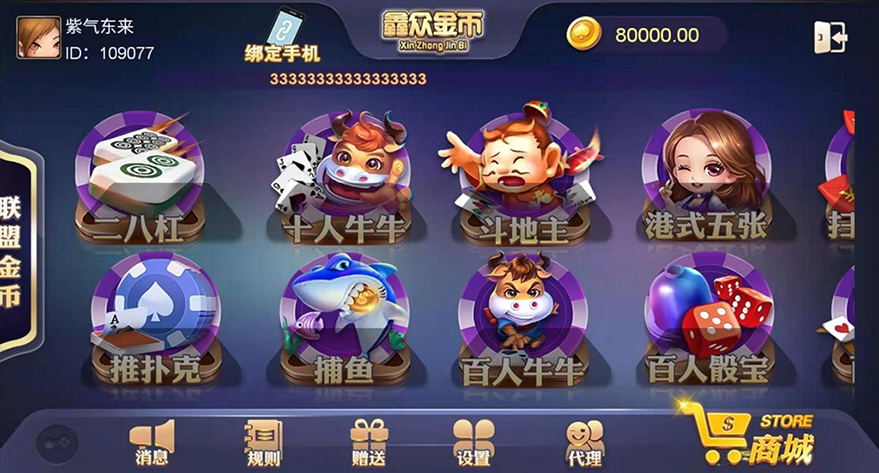 紫气东来
ID：109077
绑定手机
鑫众金币
Xin Zhong Jin Bi
80000.00
33333333333333333
联盟金币
二八杠
十人牛牛
斗地主
港式五张
扫
推扑克
捕鱼
百人牛牛
百人骰宝
消息
规则
赠送
设置
代理
STORE
商城